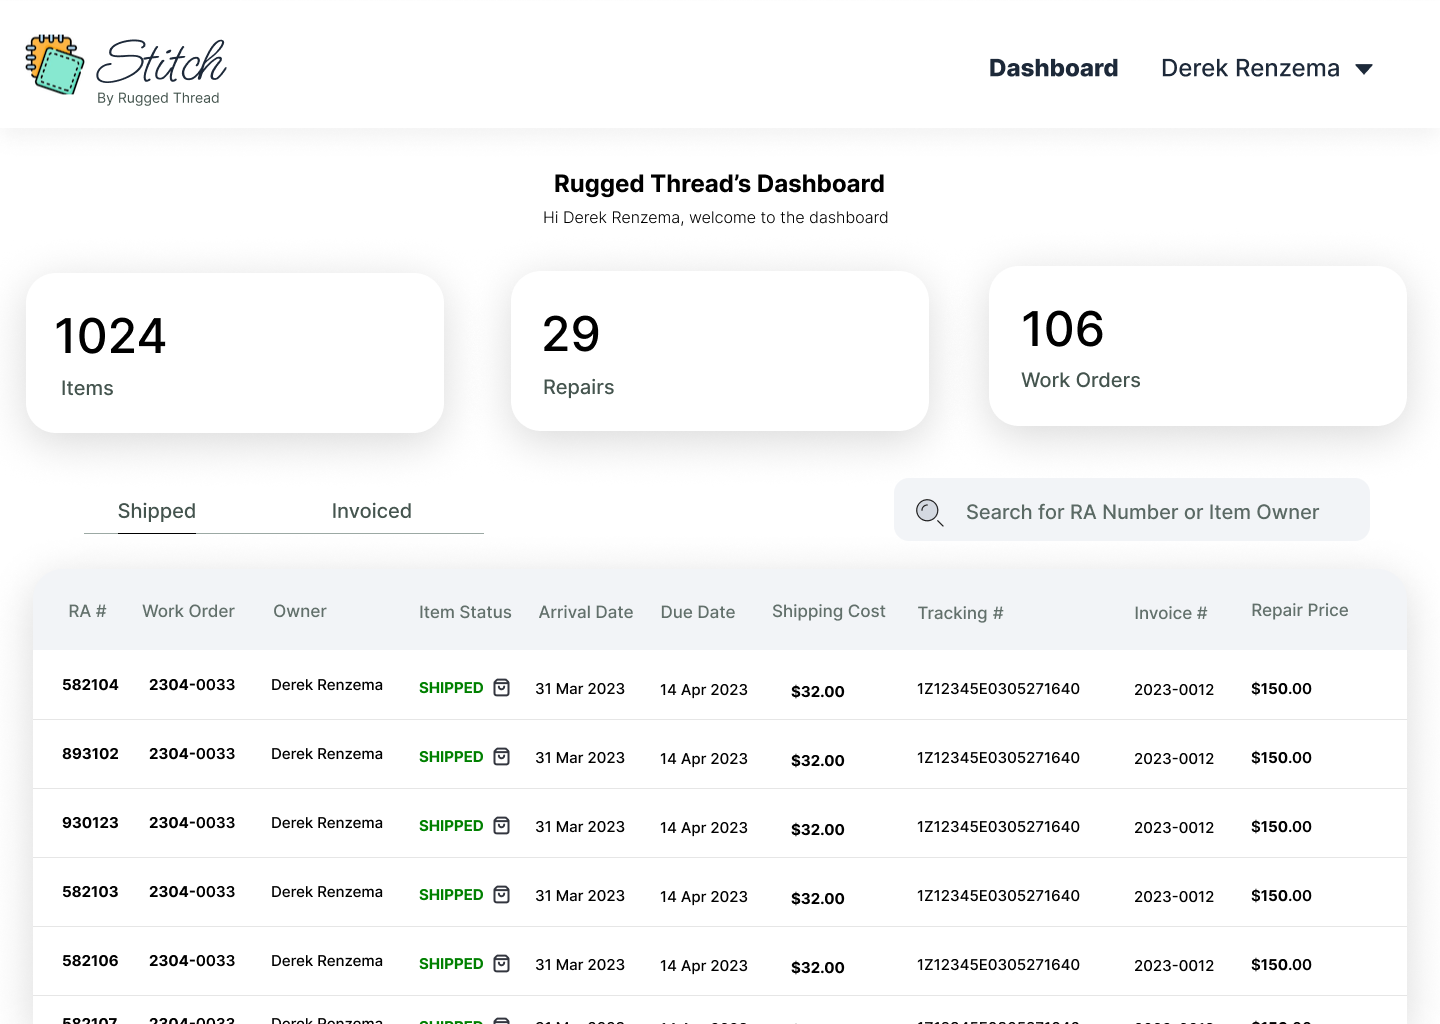 Stitch
By Rugged Thread
Dashboard Derek Renzema
Rugged Thread’s Dashboard
Hi Derek Renzema, welcome to the dashboard
1024 29 106
Items Repairs Work Orders
Shipped Invoiced Search for RA Number or Item Owner
RA # Work Order Owner Item Status Arrival Date Due Date Shipping Cost Tracking # Invoice # Repair Price
582104 2304-0033 Derek Renzema SHIPPED 31 Mar 2023 14 Apr 2023 $32.00 1Z12345E0305271640 2023-0012 $150.00
893102 2304-0033 Derek Renzema SHIPPED 31 Mar 2023 14 Apr 2023 $32.00 1Z12345E0305271640 2023-0012 $150.00
930123 2304-0033 Derek Renzema SHIPPED 31 Mar 2023 14 Apr 2023 $32.00 1Z12345E0305271640 2023-0012 $150.00
582103 2304-0033 Derek Renzema SHIPPED 31 Mar 2023 14 Apr 2023 $32.00 1Z12345E0305271640 2023-0012 $150.00
582106 2304-0033 Derek Renzema SHIPPED 31 Mar 2023 14 Apr 2023 $32.00 1Z12345E0305271640 2023-0012 $150.00
582107 2304-0033 Derek Renzema SHIPPED